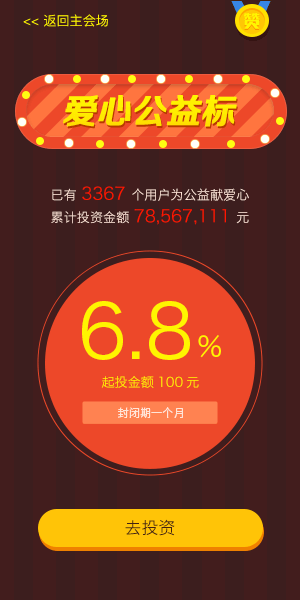 << 返回主会场
奖
爱心公益标
已有 3367 个用户为公益献爱心
累计投资金额 78,567,111 元
6.8%
起投金额 100 元
封闭期一个月
去投资